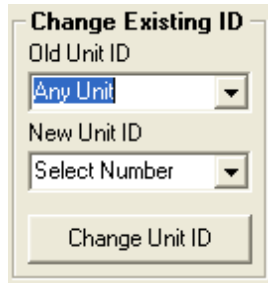 Change Existing ID
Old Unit ID
Any Unit
New Unit ID
Select Number
Change Unit ID